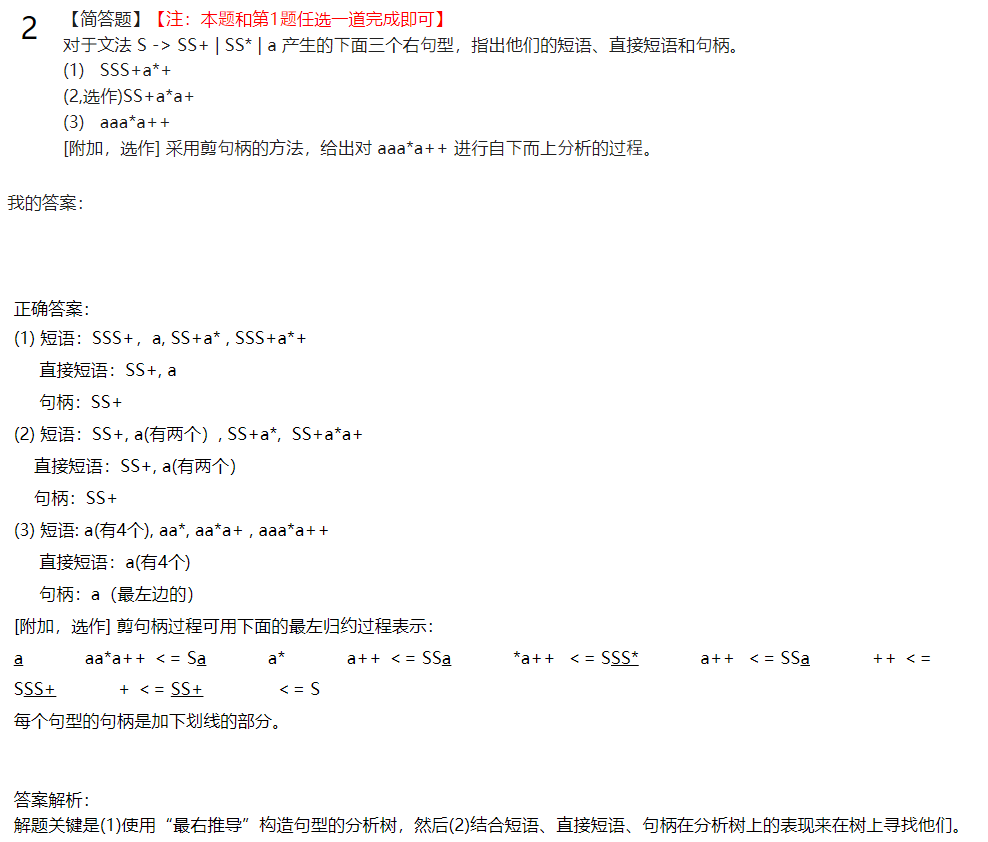 2
【简答题】【注：本题和第1题任选一道完成即可】
对于文法 S -> SS+ | SS* | a 产生的下面三个右句型，指出他们的短语、直接短语和句柄。
(1) SSS+a*+
(2,选作)SS+a*a+
(3) aaa*a++
[附加，选作] 采用剪句柄的方法，给出对 aaa*a++ 进行自下而上分析的过程。
我的答案：
正确答案：
(1) 短语：SSS+，a, SS+a* , SSS+a*+
直接短语：SS+, a
句柄：SS+
(2) 短语：SS+, a(有两个）, SS+a*, SS+a*a+
直接短语：SS+, a(有两个）
句柄：SS+
(3) 短语: a(有4个), aa*, aa*a+ , aaa*a++
直接短语：a(有4个)
句柄：a（最左边的）
[附加，选作] 剪句柄过程可用下面的最左归约过程表示：
a aa*a++ <= Sa a* a++ <= SSa *a++ <= SSS* a++ <= SSa ++ <=
SSS+ + <= SS+ <= S
每个句型的句柄是加下划线的部分。
答案解析：
解题关键是(1)使用“最右推导”构造句型的分析树，然后(2)结合短语、直接短语、句柄在分析树上的表现来在树上寻找他们。